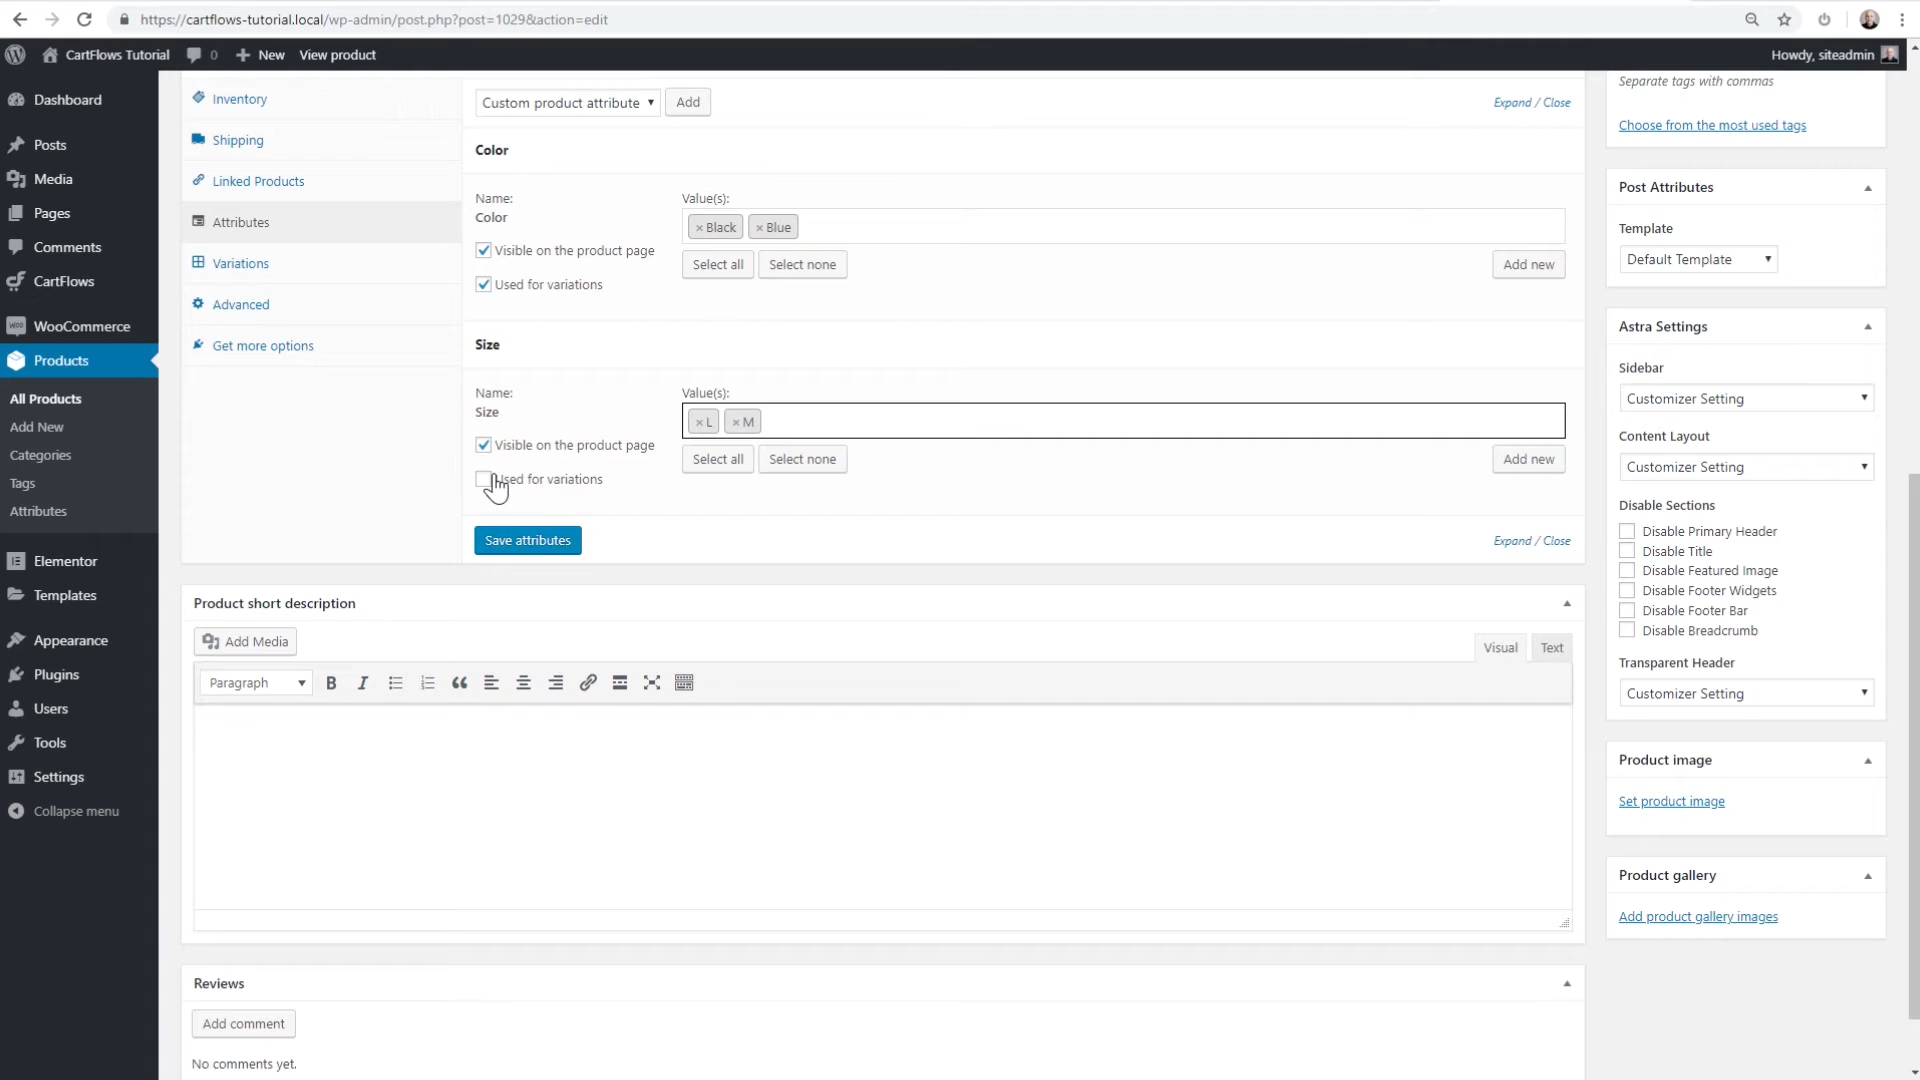 https://cartflows-tutorial.local/wp-admin/post.php?post=1029&action=edit
CartFlows Tutorial
0
New
View product
Howdy, siteadmin
Dashboard
Posts
Media
Pages
Comments
CartFlows
WooCommerce
Products
All Products
Add New
Categories
Tags
Attributes
Elementor
Templates
Appearance
Plugins
Users
Tools
Settings
Collapse menu
Inventory
Shipping
Linked Products
Attributes
Variations
Advanced
Get more options
Custom product attribute
Add
Expand / Close
Color
Name:
Color
Visible on the product page
Used for variations
Value(s):
× Black × Blue
Select all
Select none
Add new
Size
Name:
Size
Visible on the product page
for variations
Value(s):
× L × M
Select all
Select none
Add new
Save attributes
Expand / Close
Product short description
Add Media
Visual
Text
Paragraph
Reviews
Add comment
No comments yet.
Separate tags with commas
Choose from the most used tags
Post Attributes
Template
Default Template
Astra Settings
Sidebar
Customizer Setting
Content Layout
Customizer Setting
Disable Sections
Disable Primary Header
Disable Title
Disable Featured Image
Disable Footer Widgets
Disable Footer Bar
Disable Breadcrumb
Transparent Header
Customizer Setting
Product image
Set product image
Product gallery
Add product gallery images